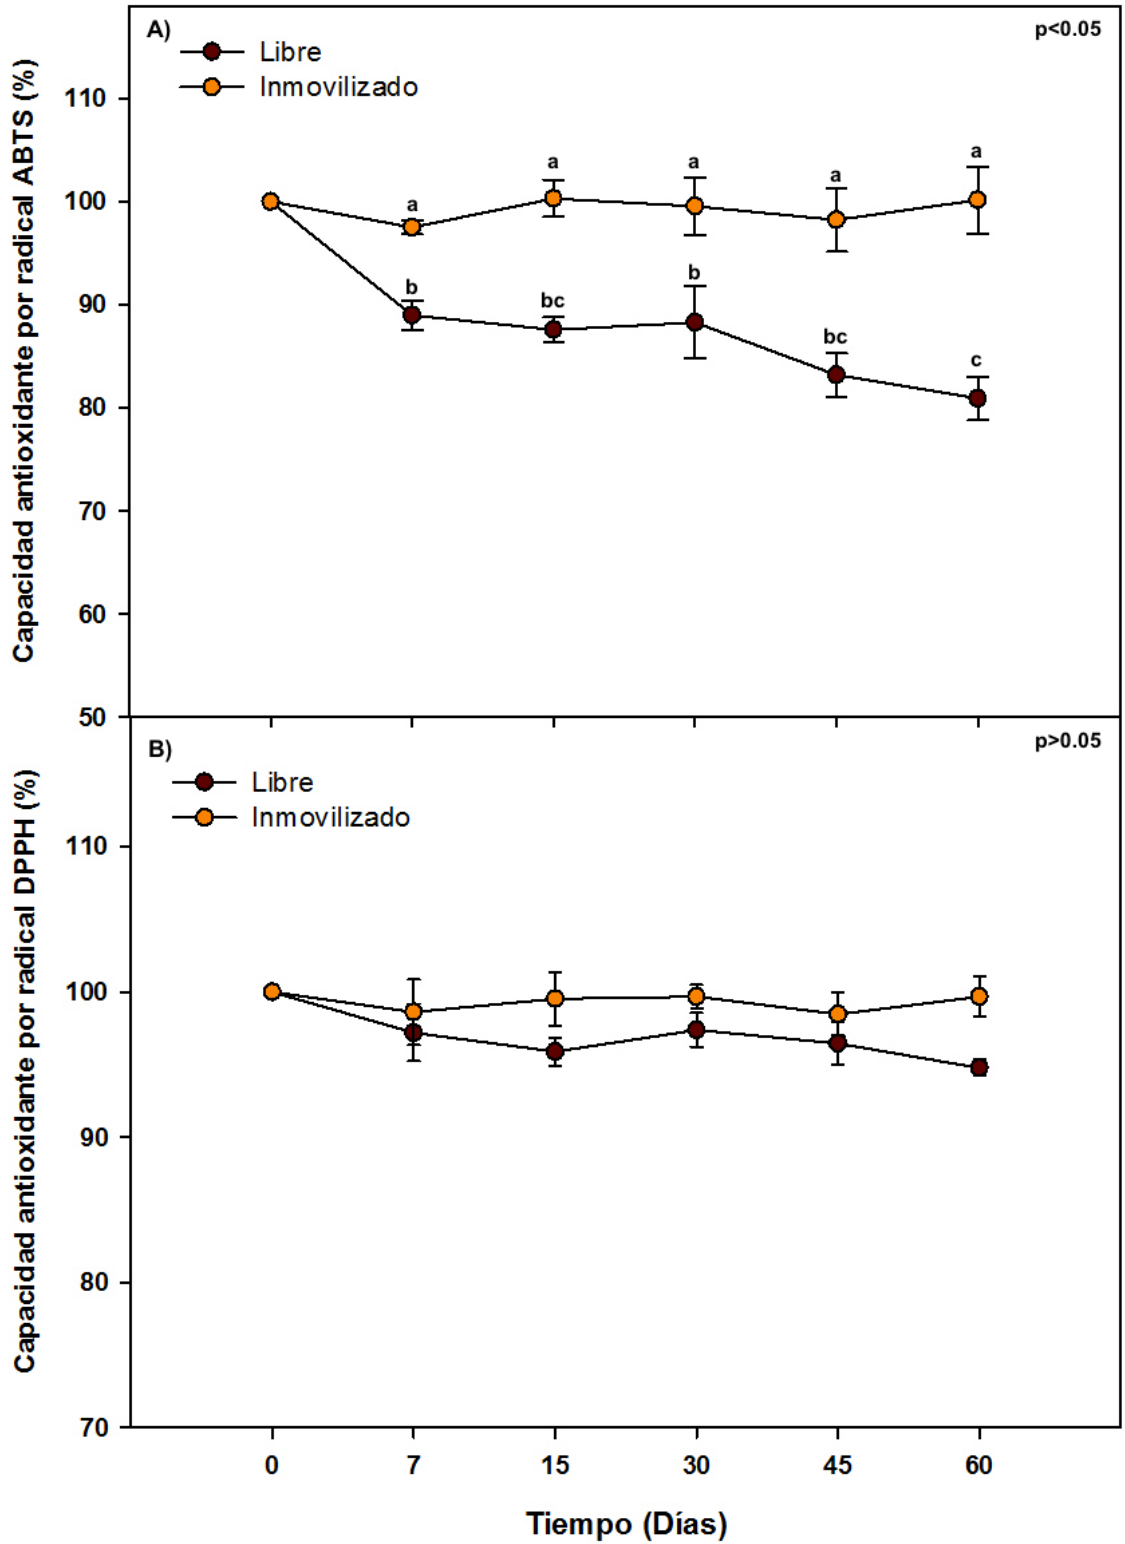 A)
p<0.05
Libre
Inmovilizado
Capacidad antioxidante por radical ABTS (%)
110
100
90
80
70
60
50
a
a
a
a
a
b
bc
b
bc
c
B)
p>0.05
Libre
Inmovilizado
Capacidad antioxidante por radical DPPH (%)
110
100
90
80
70
0 7 15 30 45 60
Tiempo (Días)